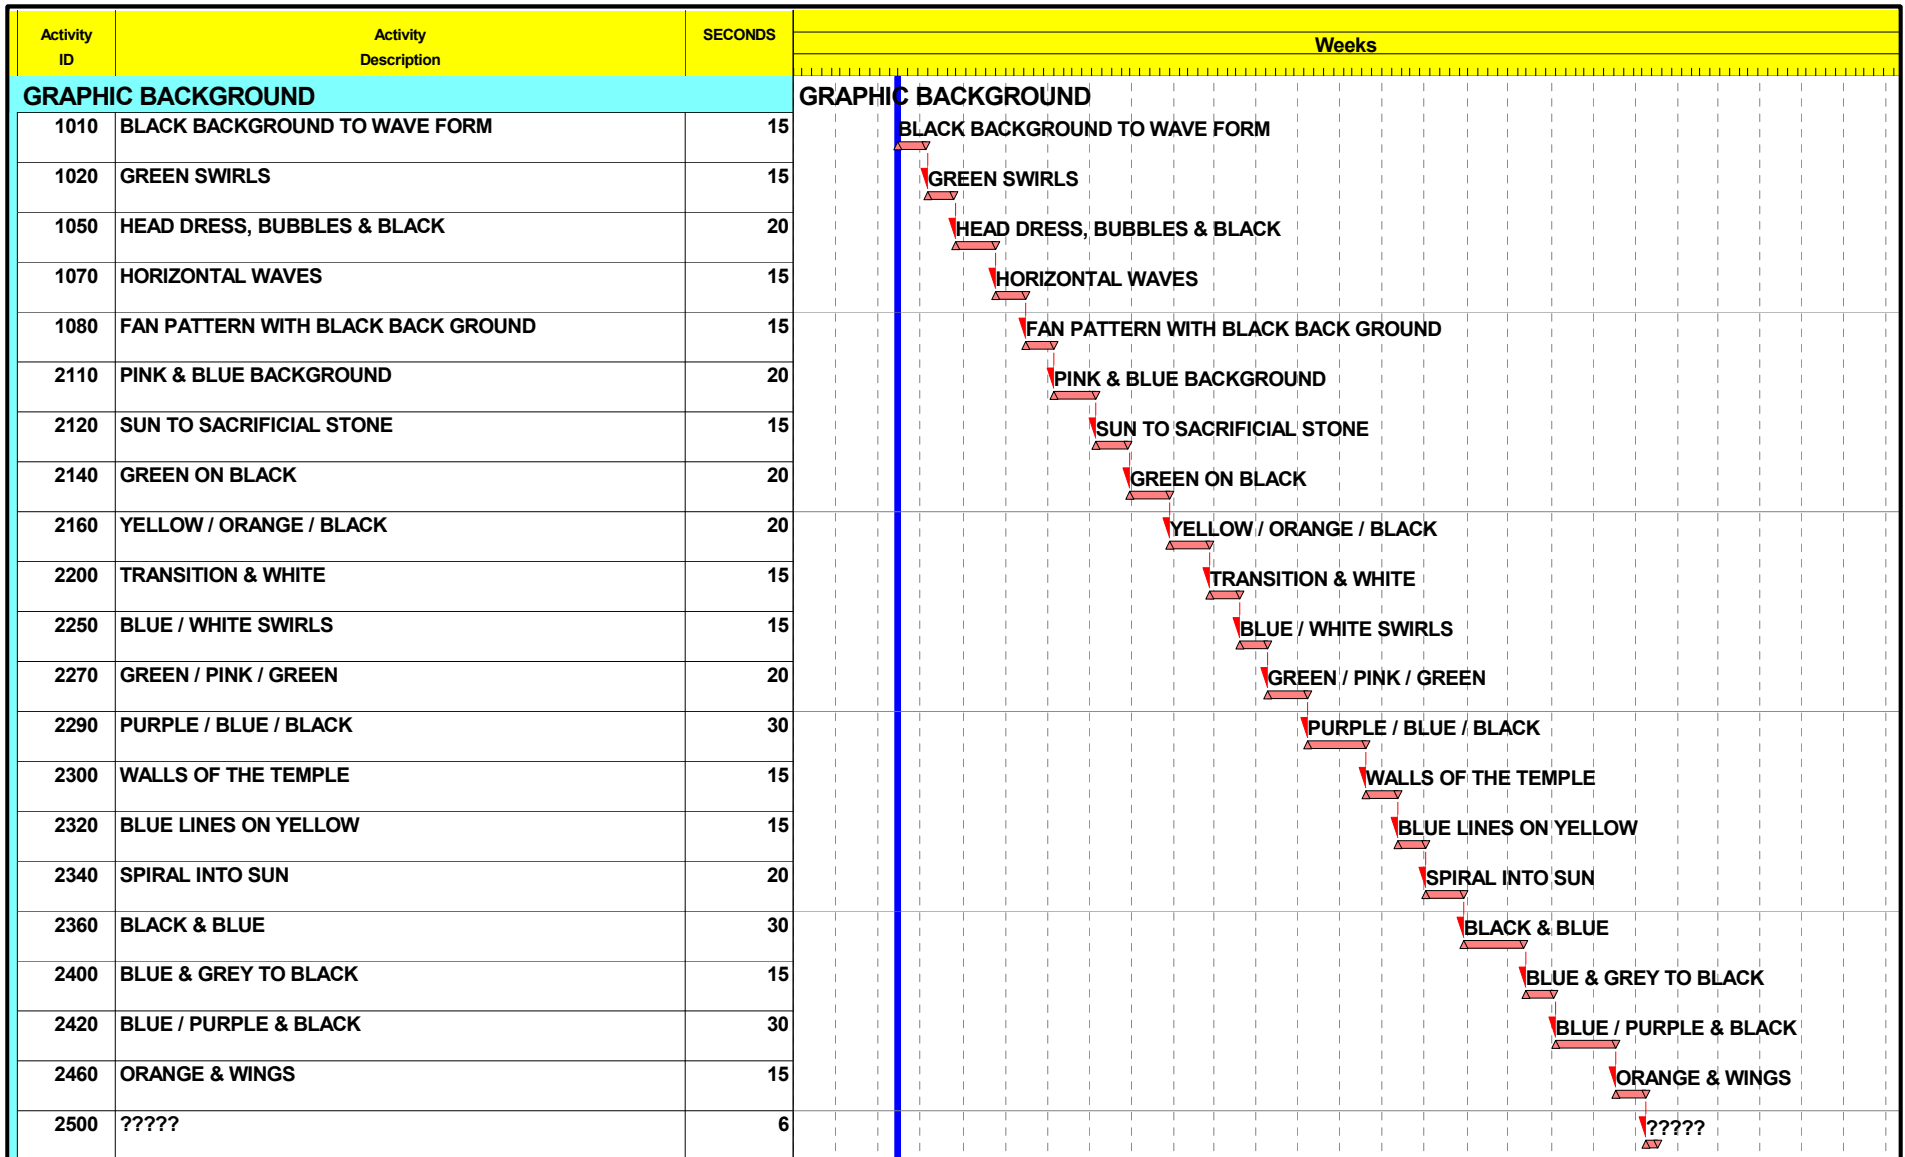 Activity ID Activity Description SECONDS Weeks
GRAPHIC BACKGROUND GRAPHIC BACKGROUND
1010 BLACK BACKGROUND TO WAVE FORM 15 BLACK BACKGROUND TO WAVE FORM
1020 GREEN SWIRLS 15 GREEN SWIRLS
1050 HEAD DRESS, BUBBLES & BLACK 20 HEAD DRESS, BUBBLES & BLACK
1070 HORIZONTAL WAVES 15 HORIZONTAL WAVES
1080 FAN PATTERN WITH BLACK BACK GROUND 15 FAN PATTERN WITH BLACK BACK GROUND
2110 PINK & BLUE BACKGROUND 20 PINK & BLUE BACKGROUND
2120 SUN TO SACRIFICIAL STONE 15 SUN TO SACRIFICIAL STONE
2140 GREEN ON BLACK 20 GREEN ON BLACK
2160 YELLOW / ORANGE / BLACK 20 YELLOW / ORANGE / BLACK
2200 TRANSITION & WHITE 15 TRANSITION & WHITE
2250 BLUE / WHITE SWIRLS 15 BLUE / WHITE SWIRLS
2270 GREEN / PINK / GREEN 20 GREEN / PINK / GREEN
2290 PURPLE / BLUE / BLACK 30 PURPLE / BLUE / BLACK
2300 WALLS OF THE TEMPLE 15 WALLS OF THE TEMPLE
2320 BLUE LINES ON YELLOW 15 BLUE LINES ON YELLOW
2340 SPIRAL INTO SUN 20 SPIRAL INTO SUN
2360 BLACK & BLUE 30 BLACK & BLUE
2400 BLUE & GREY TO BLACK 15 BLUE & GREY TO BLACK
2420 BLUE / PURPLE & BLACK 30 BLUE / PURPLE & BLACK
2460 ORANGE & WINGS 15 ORANGE & WINGS
2500 ????? 6 ?????